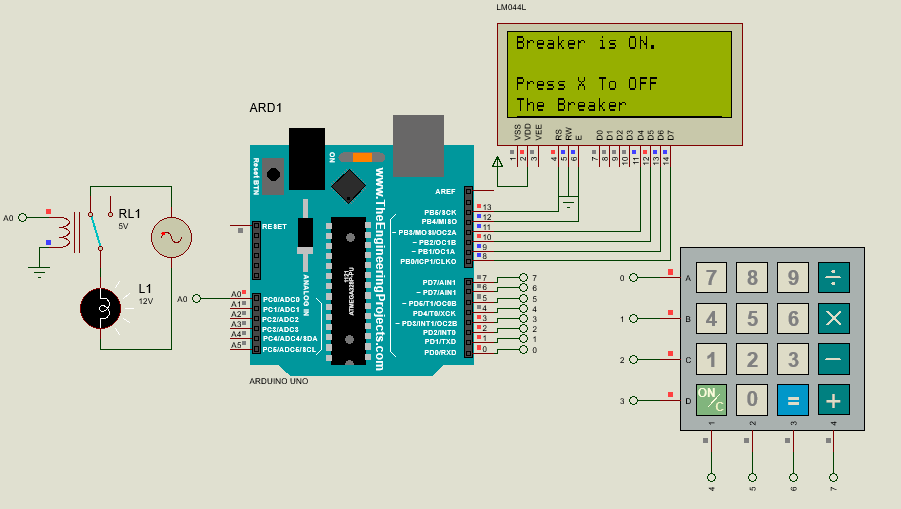 LM044L
Breaker is ON.
Press X To OFF
The Breaker
VSS
VDD
VEE
RS
RW
E
D0
D1
D2
D3
D4
D5
D6
D7
1
2
3
4
5
6
7
8
9
10
11
12
13
14
ARD1
Reset BTN
ON
www.TheEngineeringProjects.com
ANALOG IN
RESET
AREF
PB5/SCK
PB4/MISO
~ PB3/MOSI/OC2A
~ PB2/OC1B
~ PB1/OC1A
PB0/ICP1/CLKO
13
12
11
10
9
8
PD7/AIN1
~ PD7/AIN1
~ PD5/T1/OC0B
PD4/T0/XCK
~ PD3/INT1/OC2B
PD2/INT0
PD1/TXD
PD0/RXD
7
6
5
4
3
2
1
0
7
6
5
4
3
2
1
0
A0
RL1
5V
L1
12V
A0
A0
A1
A2
A3
A4
A5
PC0/ADC0
PC1/ADC1
PC2/ADC2
PC3/ADC3
PC4/ADC4/SDA
PC5/ADC5/SCL
ARDUINO UNO
0
1
2
3
A
B
C
D
7 8 9 ÷
4 5 6 ×
1 2 3 −
ON/C 0 = +
1
2
3
4
4
5
6
7